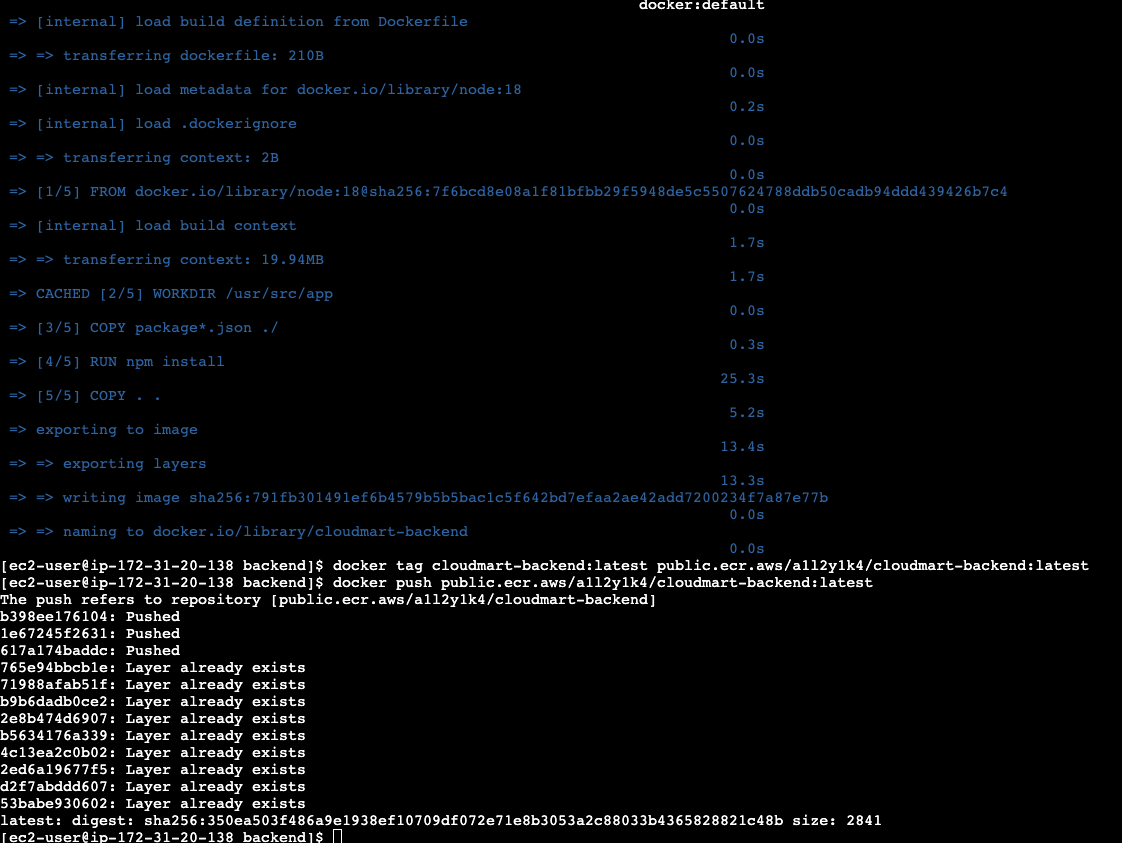 docker:default
=> [internal] load build definition from Dockerfile
0.0s
=> => transferring dockerfile: 210B
0.0s
=> [internal] load metadata for docker.io/library/node:18
0.2s
=> [internal] load .dockerignore
0.0s
=> => transferring context: 2B
0.0s
=> [1/5] FROM docker.io/library/node:18@sha256:7f6bcd8e08a1f81bfbb29f5948de5c5507624788ddb50cadb94ddd439426b7c4
0.0s
=> [internal] load build context
1.7s
=> => transferring context: 19.94MB
1.7s
=> CACHED [2/5] WORKDIR /usr/src/app
0.0s
=> [3/5] COPY package*.json ./
0.3s
=> [4/5] RUN npm install
25.3s
=> [5/5] COPY . .
5.2s
=> exporting to image
13.4s
=> => exporting layers
13.3s
=> => writing image sha256:791fb301491ef6b4579b5b5bac1c5f642bd7efaa2ae42add7200234f7a87e77b
0.0s
=> => naming to docker.io/library/cloudmart-backend
0.0s
[ec2-user@ip-172-31-20-138 backend]$ docker tag cloudmart-backend:latest public.ecr.aws/a1l2y1k4/cloudmart-backend:latest
[ec2-user@ip-172-31-20-138 backend]$ docker push public.ecr.aws/a1l2y1k4/cloudmart-backend:latest
The push refers to repository [public.ecr.aws/a1l2y1k4/cloudmart-backend]
b398ee176104: Pushed
1e67245f2631: Pushed
617a174baddc: Pushed
765e94bbcb1e: Layer already exists
71988afab51f: Layer already exists
b9b6dadb0ce2: Layer already exists
2e8b474d6907: Layer already exists
b5634176a339: Layer already exists
4c13ea2c0b02: Layer already exists
2ed6a19677f5: Layer already exists
d2f7abddd607: Layer already exists
53babe930602: Layer already exists
latest: digest: sha256:350ea503f486a9e1938ef10709df072e71e8b3053a2c88033b4365828821c48b size: 2841
[ec2-user@ip-172-31-20-138 backend]$